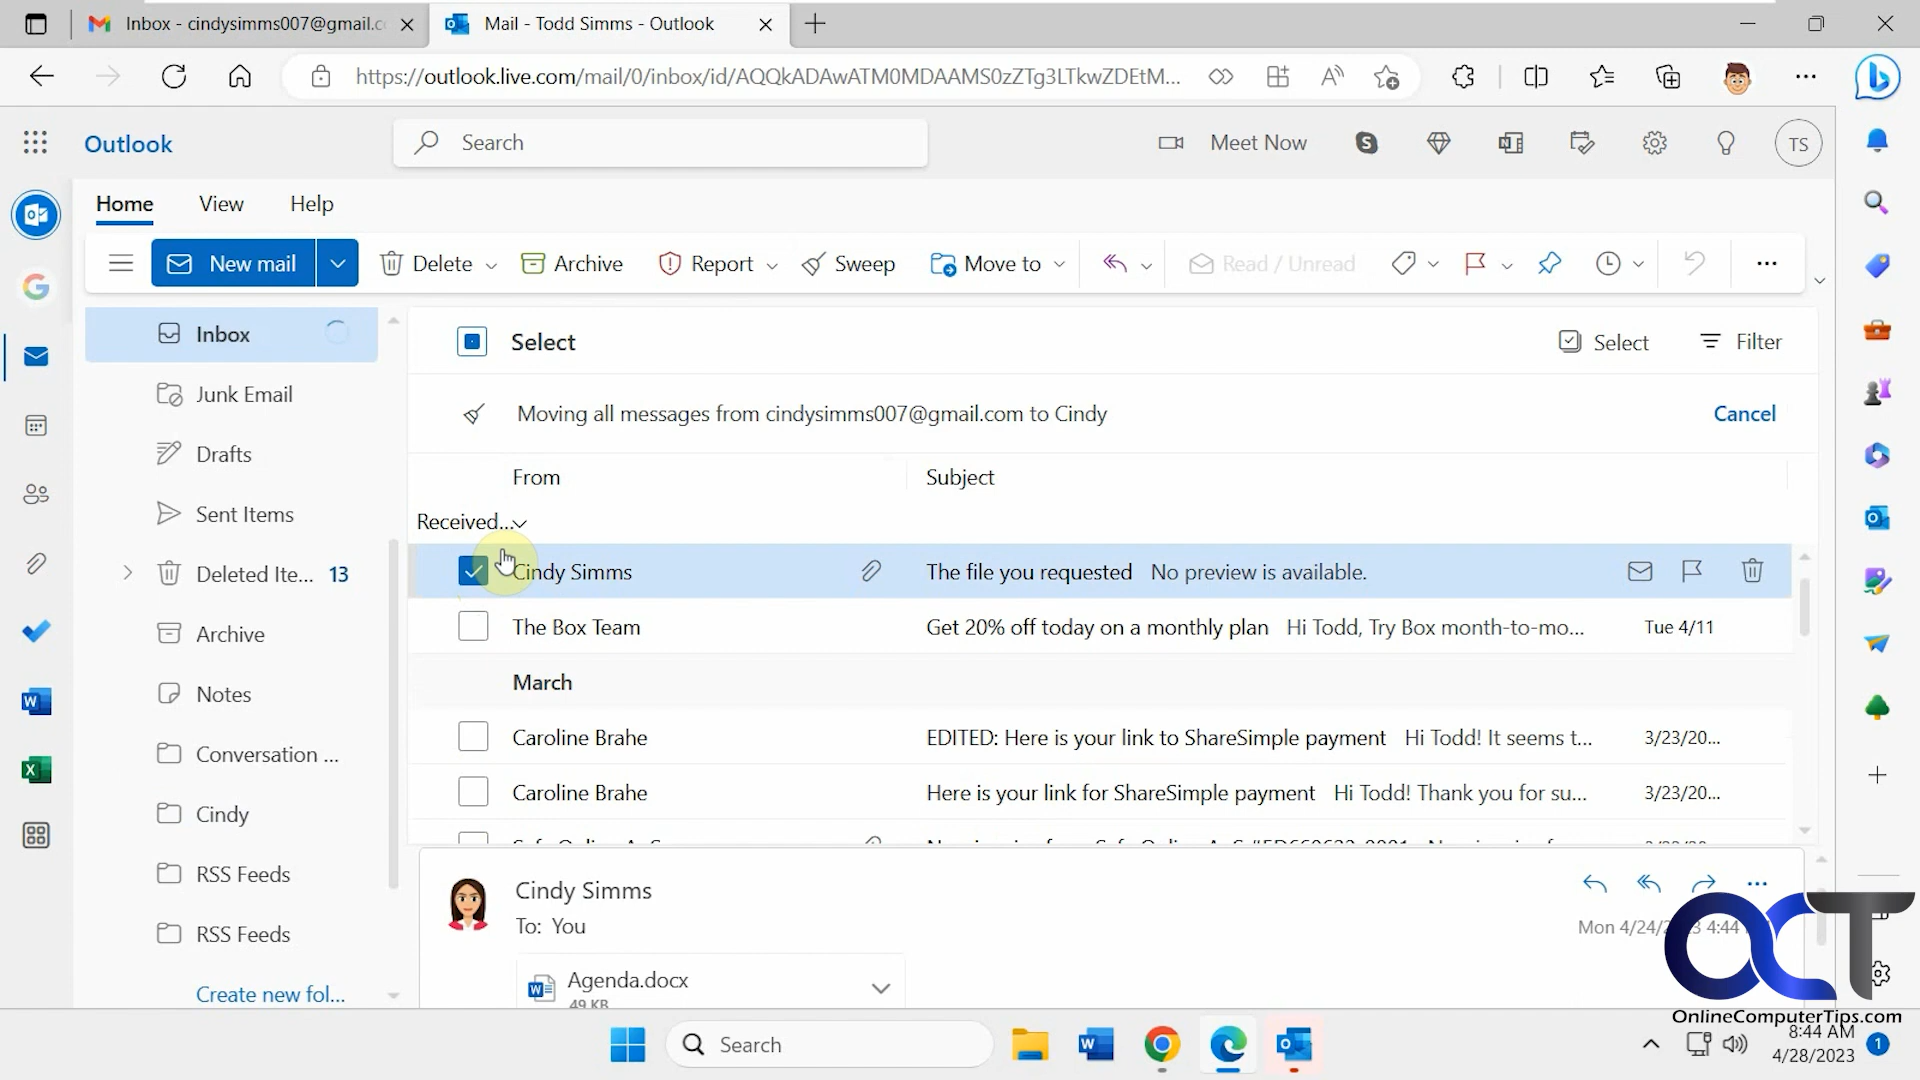 Inbox - cindysimms007@gmail.c
Mail - Todd Simms - Outlook
https://outlook.live.com/mail/0/inbox/id/AQQkADAwATM0MDAAMS0zZTg3LTkwZDEtM...
Outlook
Search
Meet Now
TS
Home
View
Help
New mail
Delete
Archive
Report
Sweep
Move to
Read / Unread
Inbox
Junk Email
Drafts
Sent Items
Deleted Ite... 13
Archive
Notes
Conversation ...
Cindy
RSS Feeds
RSS Feeds
Create new fol...
Select
Select
Filter
Moving all messages from cindysimms007@gmail.com to Cindy
Cancel
From
Subject
Received...
Cindy Simms
The file you requested No preview is available.
The Box Team
Get 20% off today on a monthly plan Hi Todd, Try Box month-to-mo...
Tue 4/11
March
Caroline Brahe
EDITED: Here is your link to ShareSimple payment Hi Todd! It seems t...
3/23/20...
Caroline Brahe
Here is your link for ShareSimple payment Hi Todd! Thank you for su...
3/23/20...
Cindy Simms
To: You
Mon 4/24/ 3 4:44
Agenda.docx
49 KB
OCT
OnlineComputerTips.com
Search
8:44 AM
4/28/2023
1